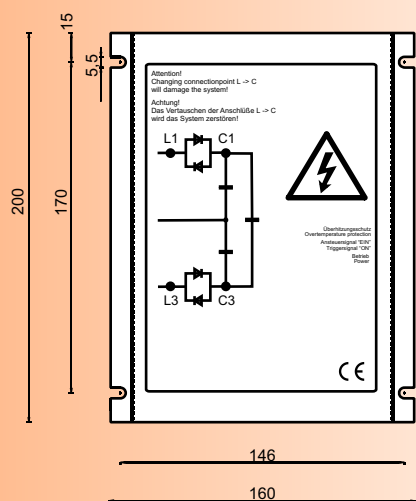 15
5,5
Attention!
Changing connectionpoint L -> C
will damage the system!
Achtung!
Das Vertauschen der Anschlüße L -> C
wird das System zerstören!
L1 C1
200
170
Überhitzungsschutz
Overtemperature protection
Ansteuersignal "EIN"
Triggersignal "ON"
Betrieb
Power
L3 C3
CE
146
160